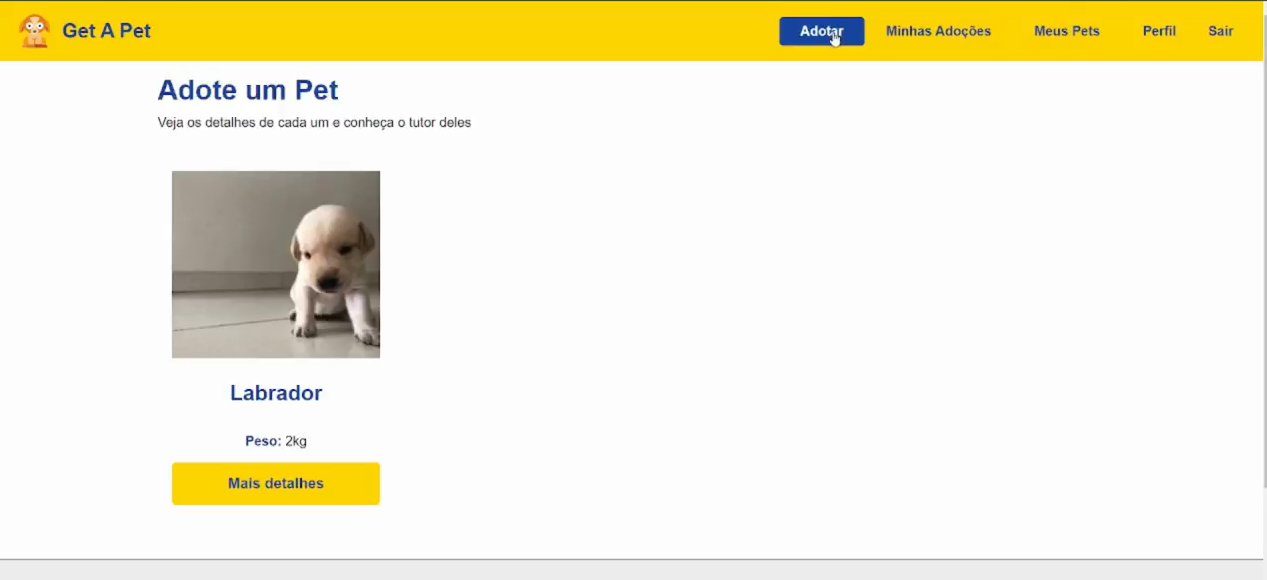 Get A Pet
Adotar
Minhas Adoções
Meus Pets
Perfil
Sair
Adote um Pet
Veja os detalhes de cada um e conheça o tutor deles
Labrador
Peso: 2kg
Mais detalhes